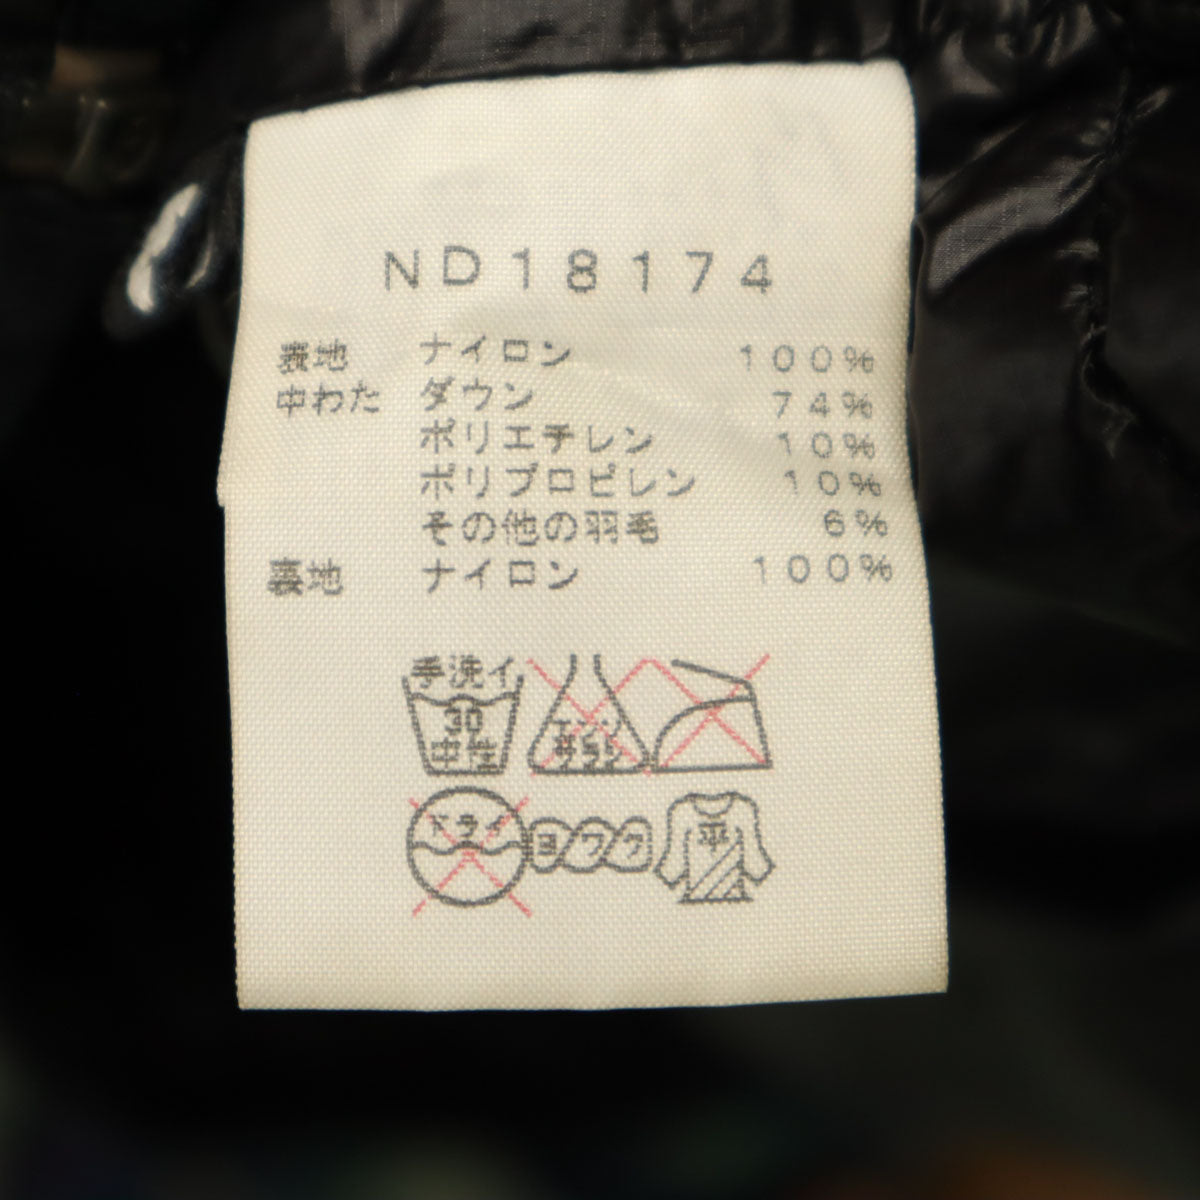 ND18174
表地 ナイロン 100%
中わた ダウン 74%
ポリエチレン 10%
ポリプロピレン 10%
その他の羽毛 6%
裏地 ナイロン 100%
手洗イ
30
中性
エンソ
サラシ
ドライ
ヨワク
平